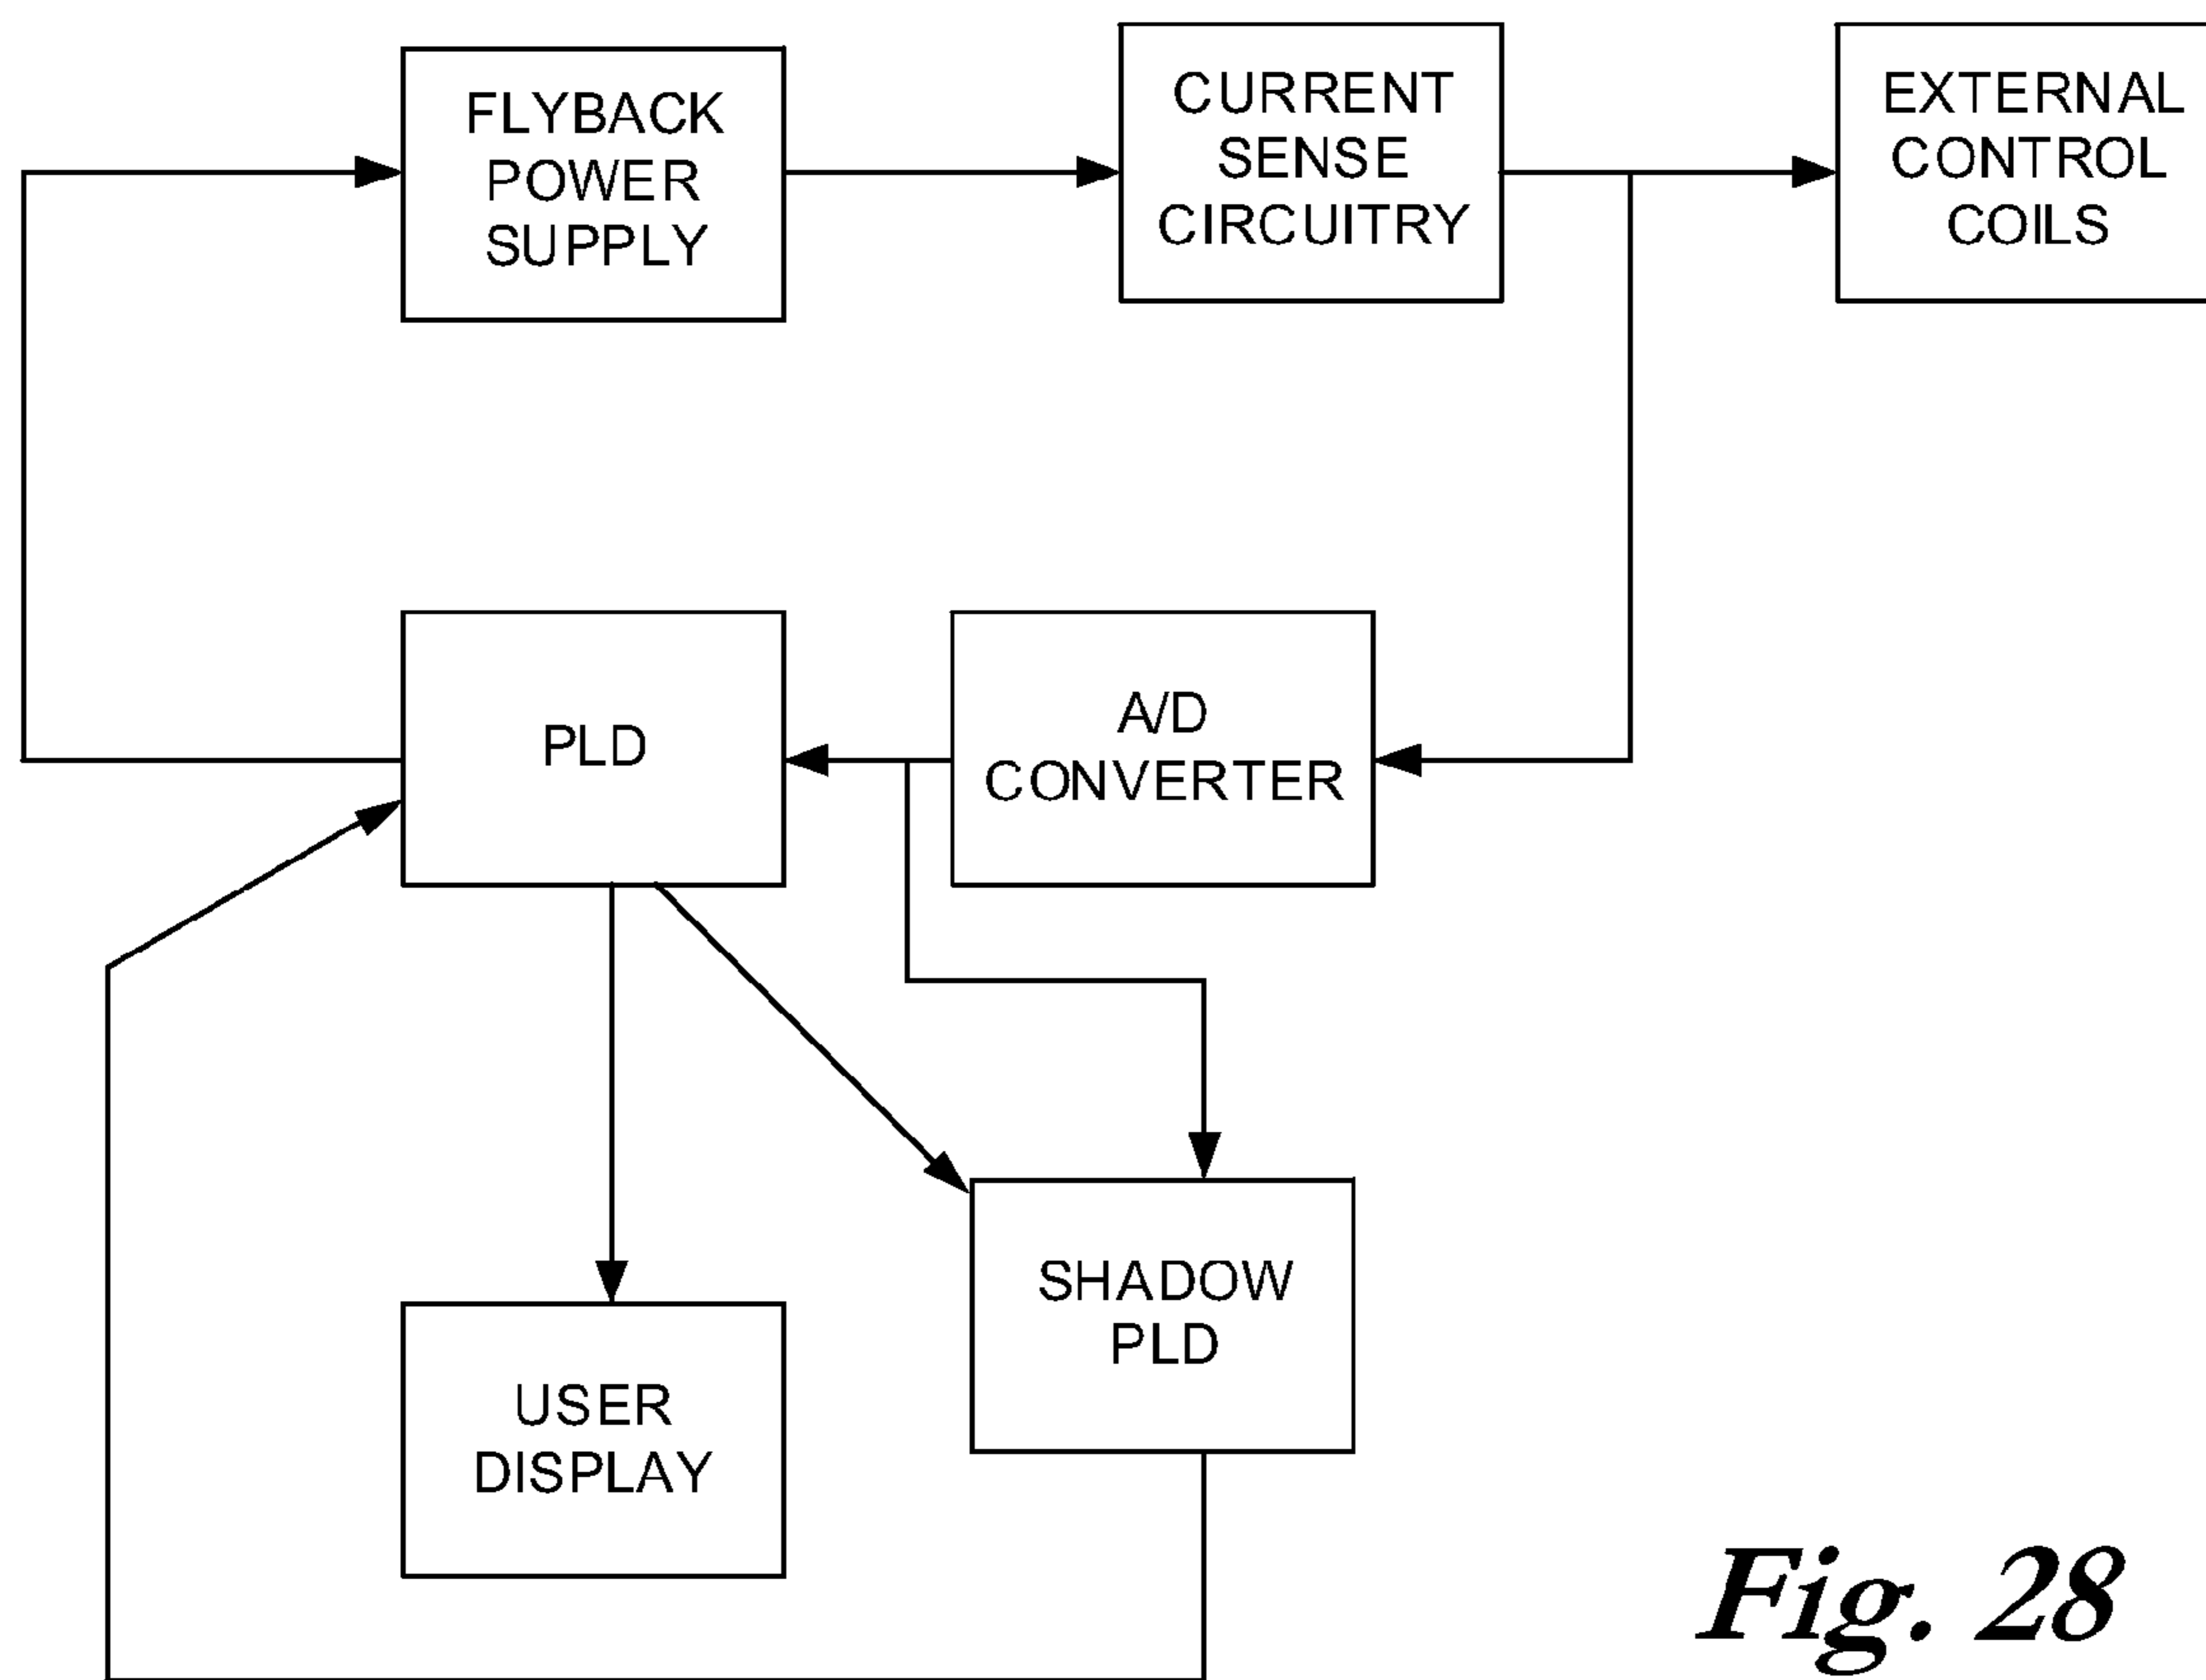 FLYBACK
POWER
SUPPLY
CURRENT
SENSE
CIRCUITRY
EXTERNAL
CONTROL
COILS
PLD
A/D
CONVERTER
USER
DISPLAY
SHADOW
PLD
Fig. 28